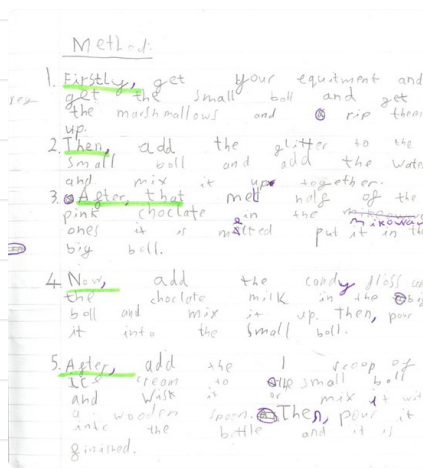 Method:
1. Firstly, get your equitment and
get the small boll and get
the marshmallows and rip them
up.
2. Then, add the glitter to the
small boll and add the water
and mix it up together.
3. After, that melt half of the
pink choclate in the
ones it is melted put it in the
big boll.
4. Now, add the candy floss
the choclate milk in the big
boll and mix it up. Then, pour
it into the small boll.
5. After, add the 1 scoop of
ice cream to the small boll
and wisk it or mix it with
a wooden spoon. Then, pour it
into the bottle and it is
finished.